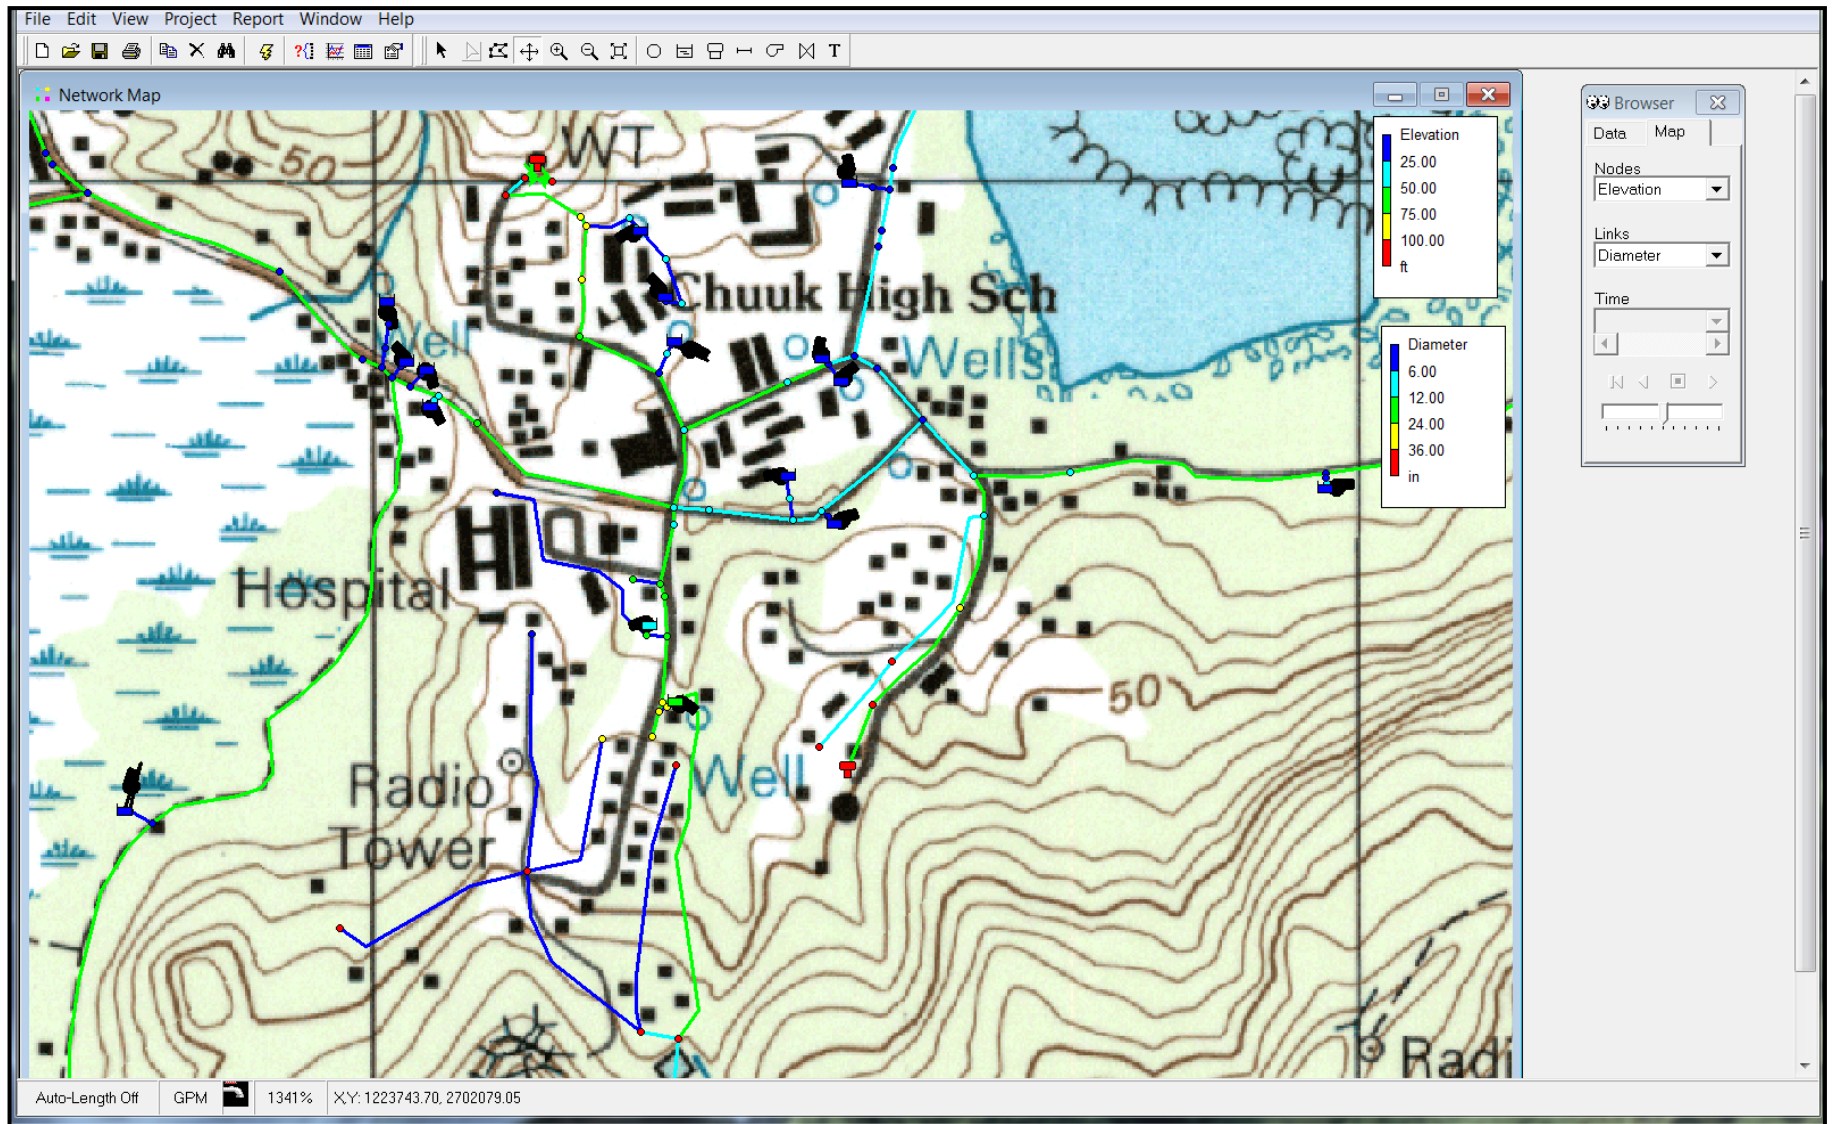 File Edit View Project Report Window Help
T
Network Map
Browser
Data Map
Nodes
Elevation
Links
Diameter
Time
Elevation
25.00
50.00
75.00
100.00
ft
Diameter
6.00
12.00
24.00
36.00
in
50
WT
Chuuk High Sch
Well
Wells
Hospital
50
Radio
Tower
Well
Radi
Auto-Length Off GPM 1341% X,Y: 1223743.70, 2702079.05